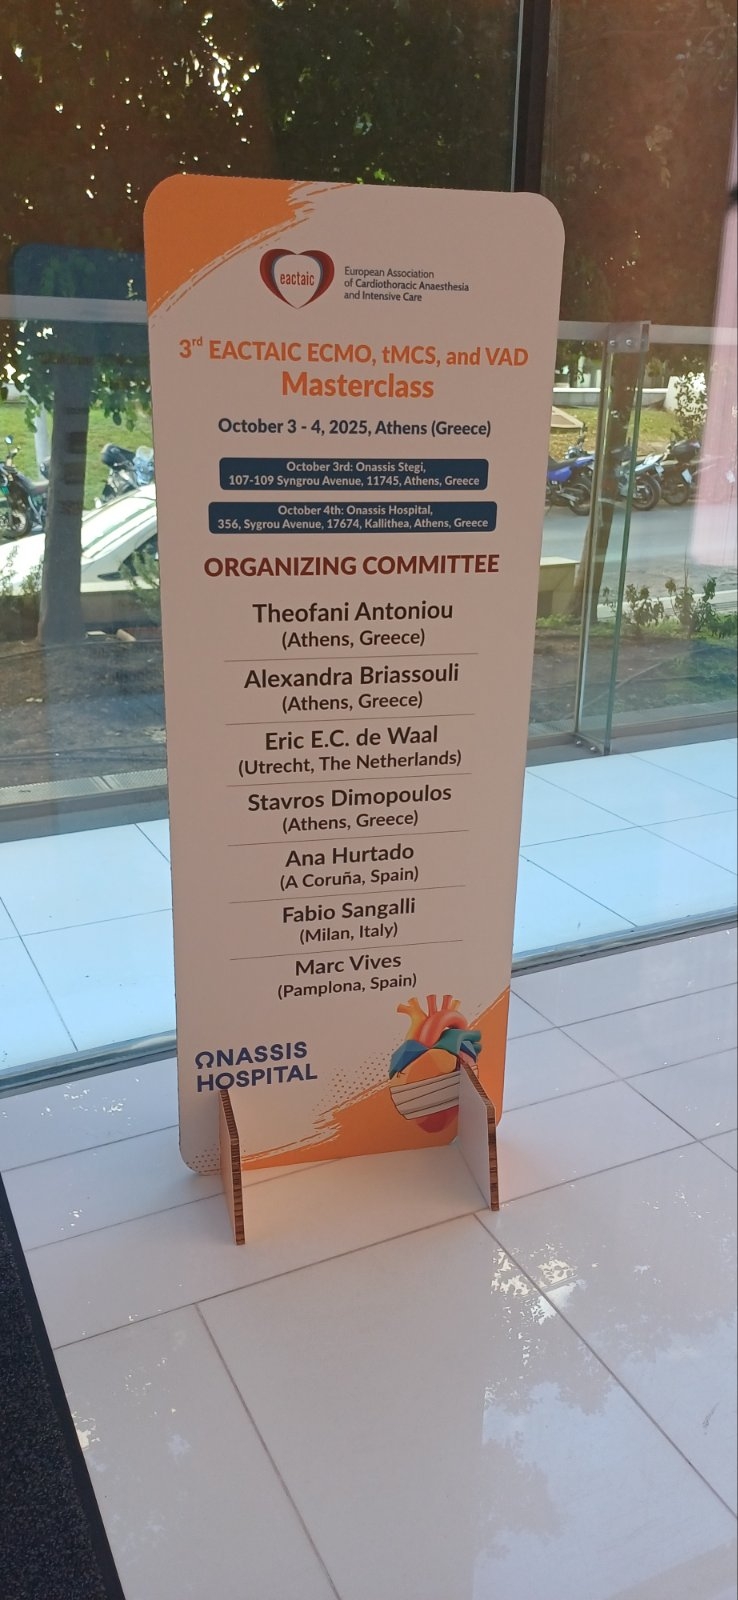 eactaic
European Association
of Cardiothoracic Anaesthesia
and Intensive Care
3rd EACTAIC ECMO, tMCS, and VAD
Masterclass
October 3 - 4, 2025, Athens (Greece)
October 3rd: Onassis Stegi,
107-109 Syngrou Avenue, 11745, Athens, Greece
October 4th: Onassis Hospital,
356, Sygrou Avenue, 17674, Kallithea, Athens, Greece
ORGANIZING COMMITTEE
Theofani Antoniou
(Athens, Greece)
Alexandra Briassouli
(Athens, Greece)
Eric E.C. de Waal
(Utrecht, The Netherlands)
Stavros Dimopoulos
(Athens, Greece)
Ana Hurtado
(A Coruña, Spain)
Fabio Sangalli
(Milan, Italy)
Marc Vives
(Pamplona, Spain)
ΩNASSIS
HOSPITAL